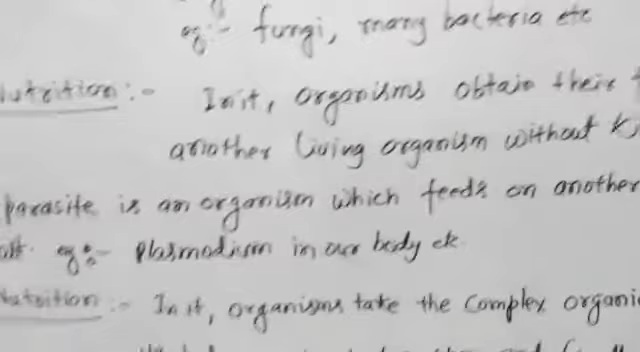 eg:- fungi, many bacteria etc
Nutrition :- In it, organisms obtain their
another living organism without
parasite is an organism which feeds on another
eg:- plasmodium in our body etc.
Nutrition :- In it, organisms take the complex organi